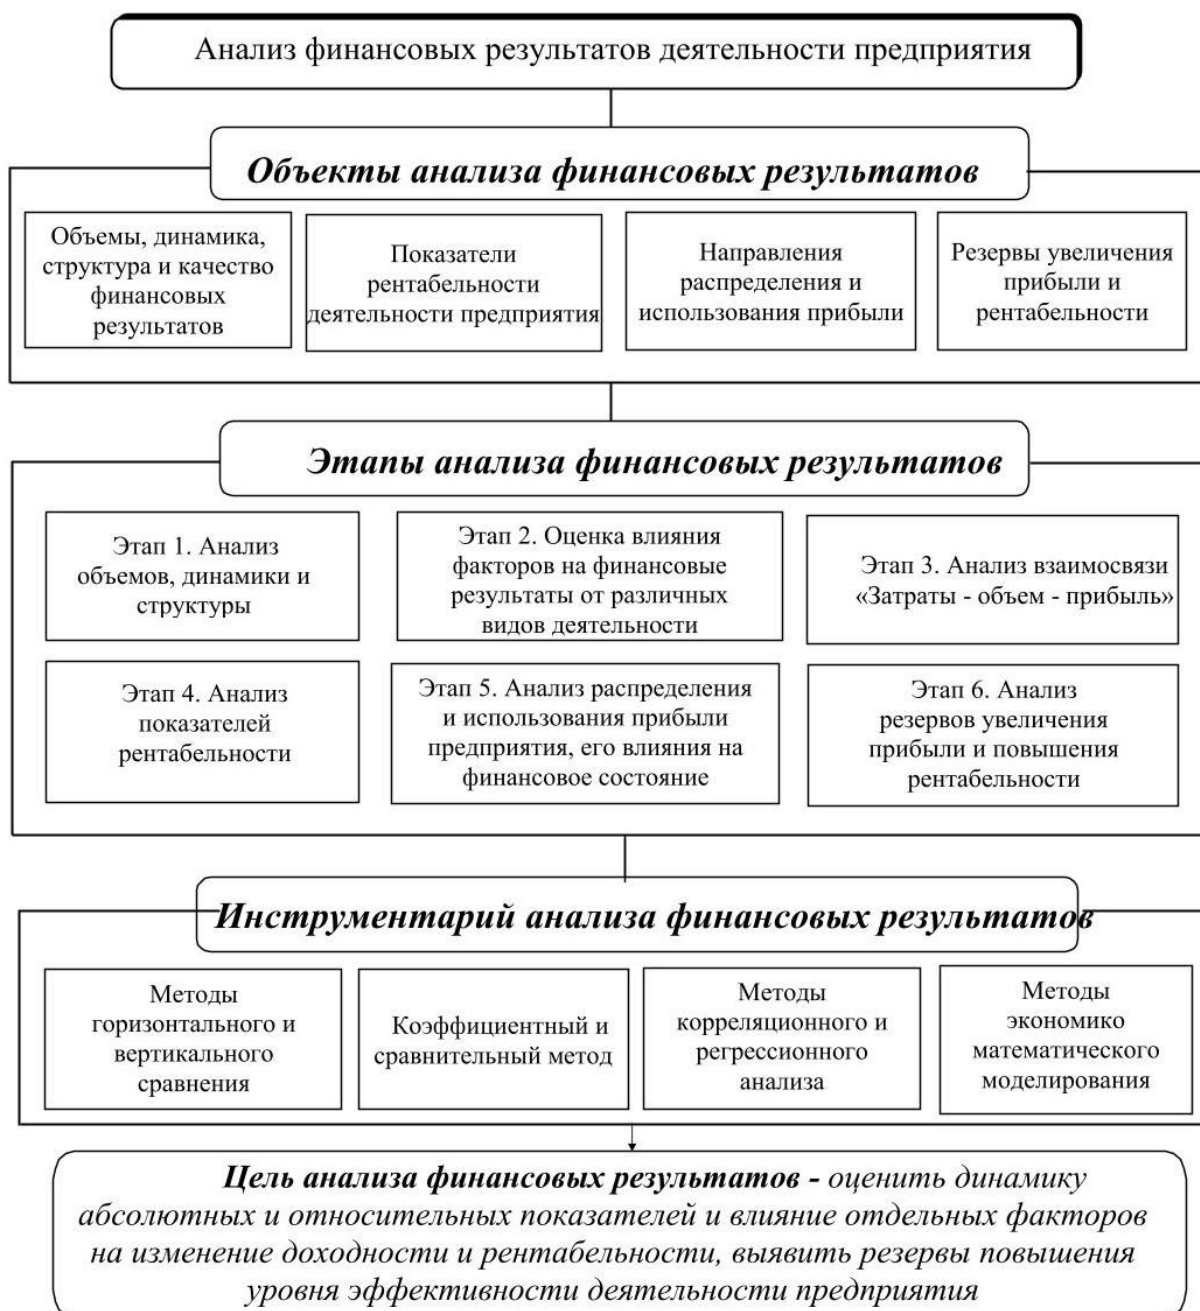 Анализ финансовых результатов деятельности предприятия
Объекты анализа финансовых результатов
Объемы, динамика,
структура и качество
финансовых
результатов
Показатели
рентабельности
деятельности предприятия
Направления
распределения и
использования прибыли
Резервы увеличения
прибыли и
рентабельности
Этапы анализа финансовых результатов
Этап 1. Анализ
объемов, динамики и
структуры
Этап 2. Оценка влияния
факторов на финансовые
результаты от различных
видов деятельности
Этап 3. Анализ взаимосвязи
«Затраты - объем - прибыль»
Этап 4. Анализ
показателей
рентабельности
Этап 5. Анализ распределения
и использования прибыли
предприятия, его влияния на
финансовое состояние
Этап 6. Анализ
резервов увеличения
прибыли и повышения
рентабельности
Инструментарий анализа финансовых результатов
Методы
горизонтального и
вертикального
сравнения
Коэффициентный и
сравнительный метод
Методы
корреляционного и
регрессионного
анализа
Методы
экономико
математического
моделирования
Цель анализа финансовых результатов - оценить динамику
абсолютных и относительных показателей и влияние отдельных факторов
на изменение доходности и рентабельности, выявить резервы повышения
уровня эффективности деятельности предприятия